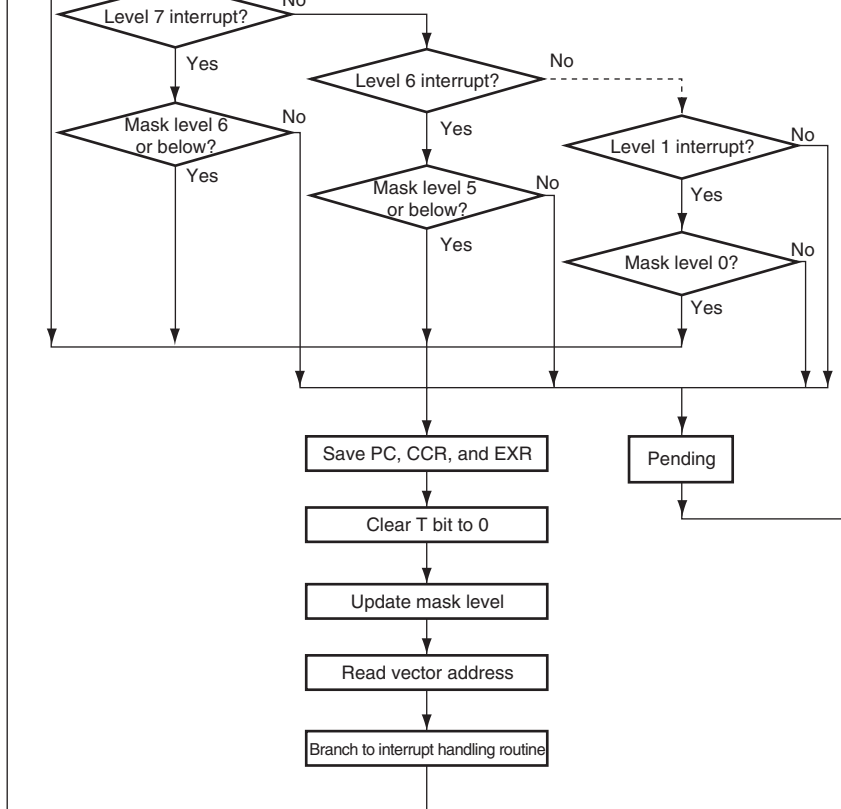 No
Level 7 interrupt?
Yes
No
Level 6 interrupt?
Yes
No
Mask level 6
or below?
Yes
No
Level 1 interrupt?
Yes
No
Mask level 5
or below?
Yes
No
Mask level 0?
Yes
Save PC, CCR, and EXR
Pending
Clear T bit to 0
Update mask level
Read vector address
Branch to interrupt handling routine